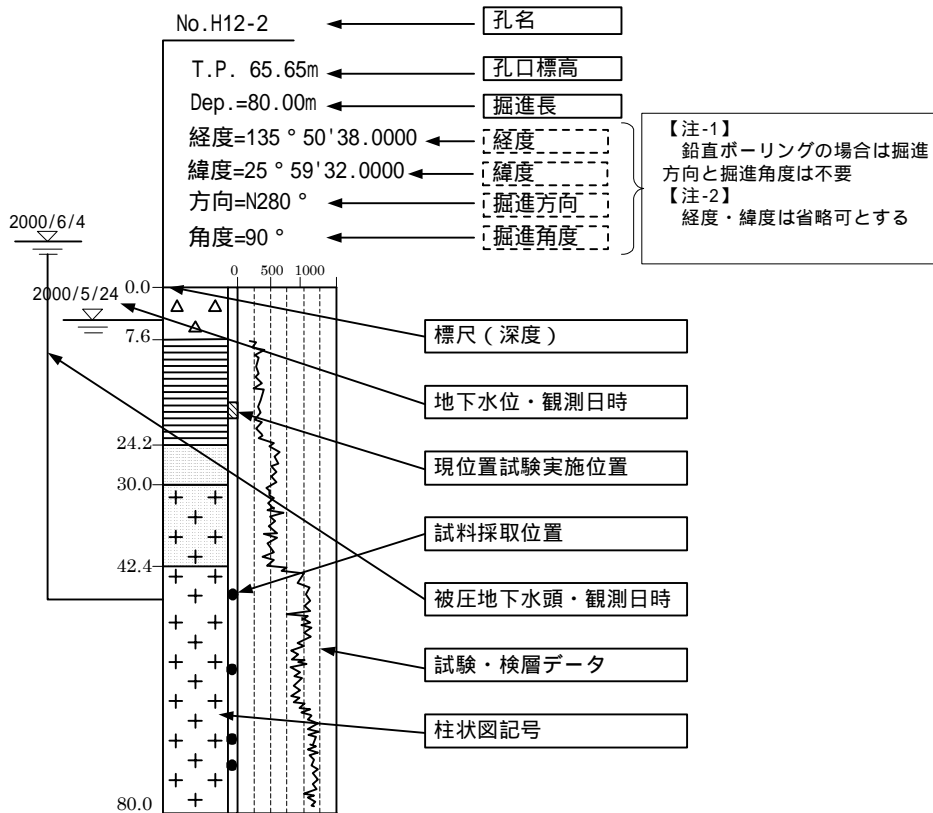 No.H12-2
孔名
T.P. 65.65m
孔口標高
Dep.=80.00m
掘進長
経度=135°50'38.0000
経度
緯度=25°59'32.0000
緯度
方向=N280°
掘進方向
角度=90°
掘進角度
【注-1】
鉛直ボーリングの場合は掘進
方向と掘進角度は不要
【注-2】
経度・緯度は省略可とする
2000/6/4
0 500 1000
0.0
2000/5/24
7.6
24.2
30.0
42.4
80.0
標尺(深度)
地下水位・観測日時
現位置試験実施位置
試料採取位置
被圧地下水頭・観測日時
試験・検層データ
柱状図記号